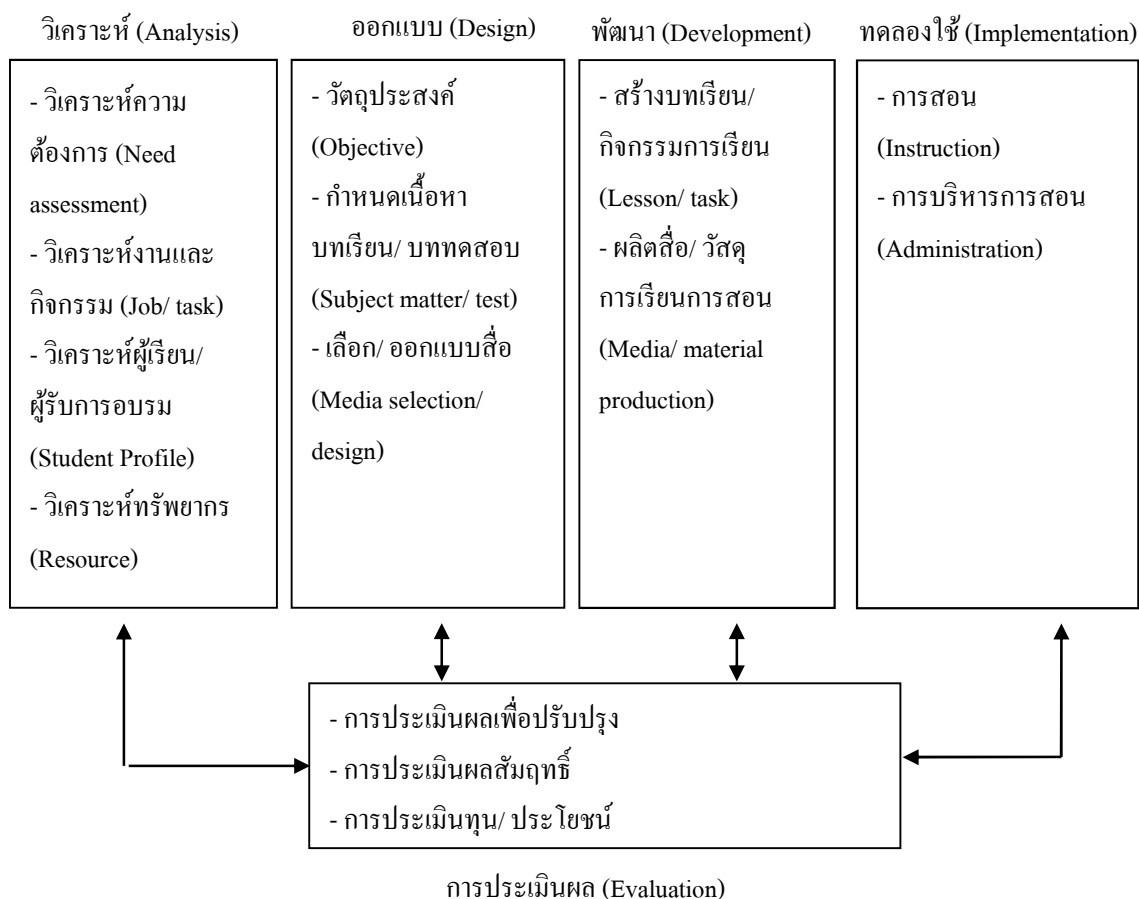 วิเคราะห์ (Analysis)
ออกแบบ (Design)
พัฒนา (Development)
ทดลองใช้ (Implementation)
- วิเคราะห์ความ
ต้องการ (Need
assessment)
- วิเคราะห์งานและ
กิจกรรม (Job/ task)
- วิเคราะห์ผู้เรียน/
ผู้รับการอบรม
(Student Profile)
- วิเคราะห์ทรัพยากร
(Resource)
- วัตถุประสงค์
(Objective)
- กำหนดเนื้อหา
บทเรียน/ บททดสอบ
(Subject matter/ test)
- เลือก/ ออกแบบสื่อ
(Media selection/
design)
- สร้างบทเรียน/
กิจกรรมการเรียน
(Lesson/ task)
- ผลิตสื่อ/ วัสดุ
การเรียนการสอน
(Media/ material
production)
- การสอน
(Instruction)
- การบริหารการสอน
(Administration)
- การประเมินผลเพื่อปรับปรุง
- การประเมินผลสัมฤทธิ์
- การประเมินทุน/ ประโยชน์
การประเมินผล (Evaluation)